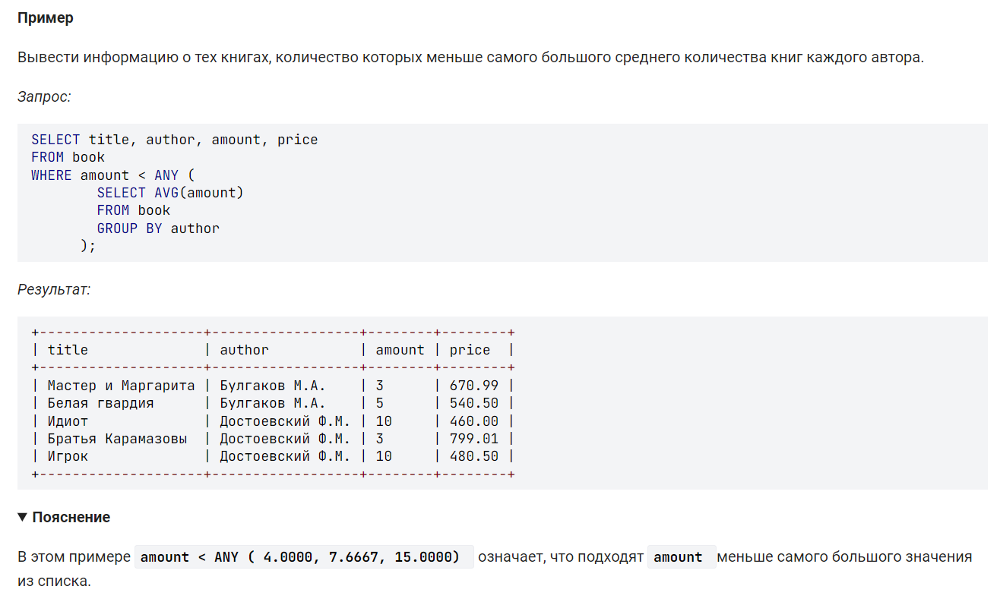 Пример
Вывести информацию о тех книгах, количество которых меньше самого большого среднего количества книг каждого автора.
Запрос:
SELECT title, author, amount, price
FROM book
WHERE amount < ANY (
        SELECT AVG(amount)
        FROM book
        GROUP BY author
      );
Результат:
+--------------------+------------------+--------+--------+
| title              | author           | amount | price  |
+--------------------+------------------+--------+--------+
| Мастер и Маргарита | Булгаков М.А.    | 3      | 670.99 |
| Белая гвардия      | Булгаков М.А.    | 5      | 540.50 |
| Идиот              | Достоевский Ф.М. | 10     | 460.00 |
| Братья Карамазовы  | Достоевский Ф.М. | 3      | 799.01 |
| Игрок              | Достоевский Ф.М. | 10     | 480.50 |
+--------------------+------------------+--------+--------+
▼ Пояснение
В этом примере amount < ANY ( 4.0000, 7.6667, 15.0000) означает, что подходят amount меньше самого большого значения
из списка.